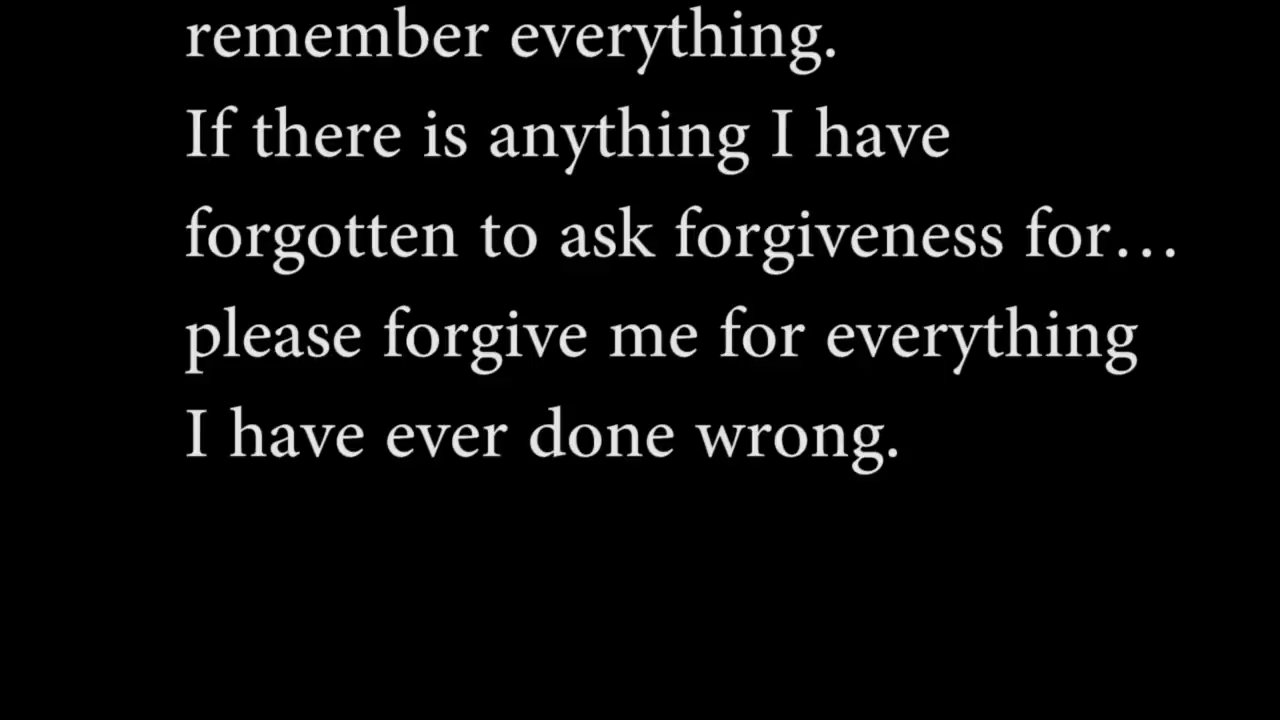 remember everything.
If there is anything I have
forgotten to ask forgiveness for…
please forgive me for everything
I have ever done wrong.